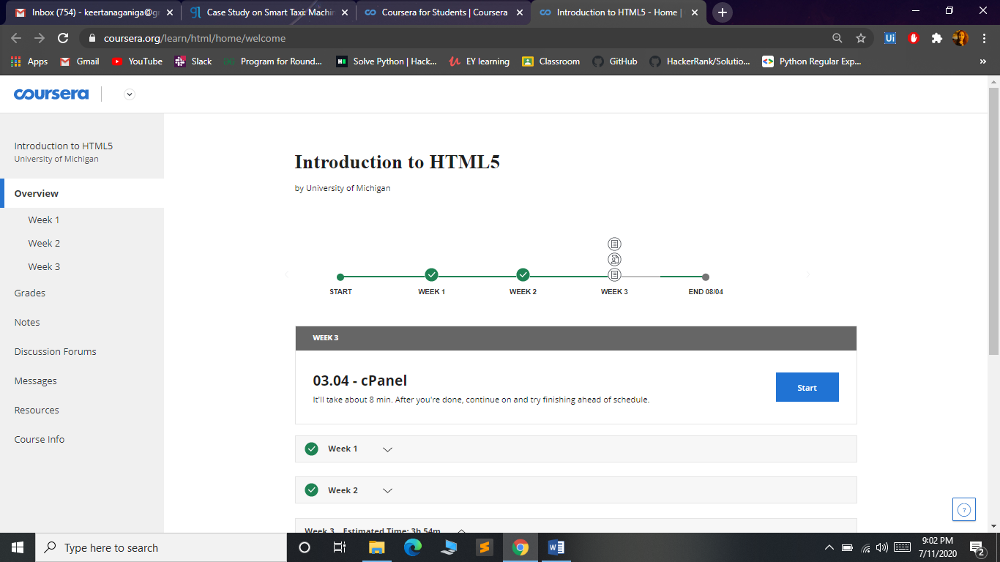 Inbox (754) - keertanaganiga@gr
Case Study on Smart Taxi: Machin
Coursera for Students | Coursera
Introduction to HTML5 - Home |
coursera.org/learn/html/home/welcome
Apps Gmail YouTube Slack Program for Round... Solve Python | Hack... EY learning Classroom GitHub HackerRank/Solutio... Python Regular Exp...
coursera
Introduction to HTML5
University of Michigan
Overview
Week 1
Week 2
Week 3
Grades
Notes
Discussion Forums
Messages
Resources
Course Info
Introduction to HTML5
by University of Michigan
START WEEK 1 WEEK 2 WEEK 3 END 08/04
WEEK 3
03.04 - cPanel
It'll take about 8 min. After you're done, continue on and try finishing ahead of schedule.
Start
Week 1
Week 2
Week 3 Estimated Time: 3h 54m
Type here to search
9:02 PM
7/11/2020
2